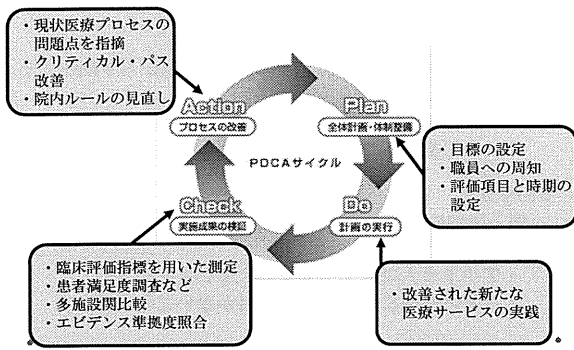 ・現状医療プロセスの
問題点を指摘
・クリティカル・パス
改善
・院内ルールの見直し
Action
プロセスの改善
Plan
全体計画・体制整備
PDCAサイクル
・目標の設定
・職員への周知
・評価項目と時期の
設定
Check
実施成果の検証
Do
計画の実行
・臨床評価指標を用いた測定
・患者満足度調査など
・多施設間比較
・エビデンス準拠度照合
・改善された新たな
医療サービスの実践